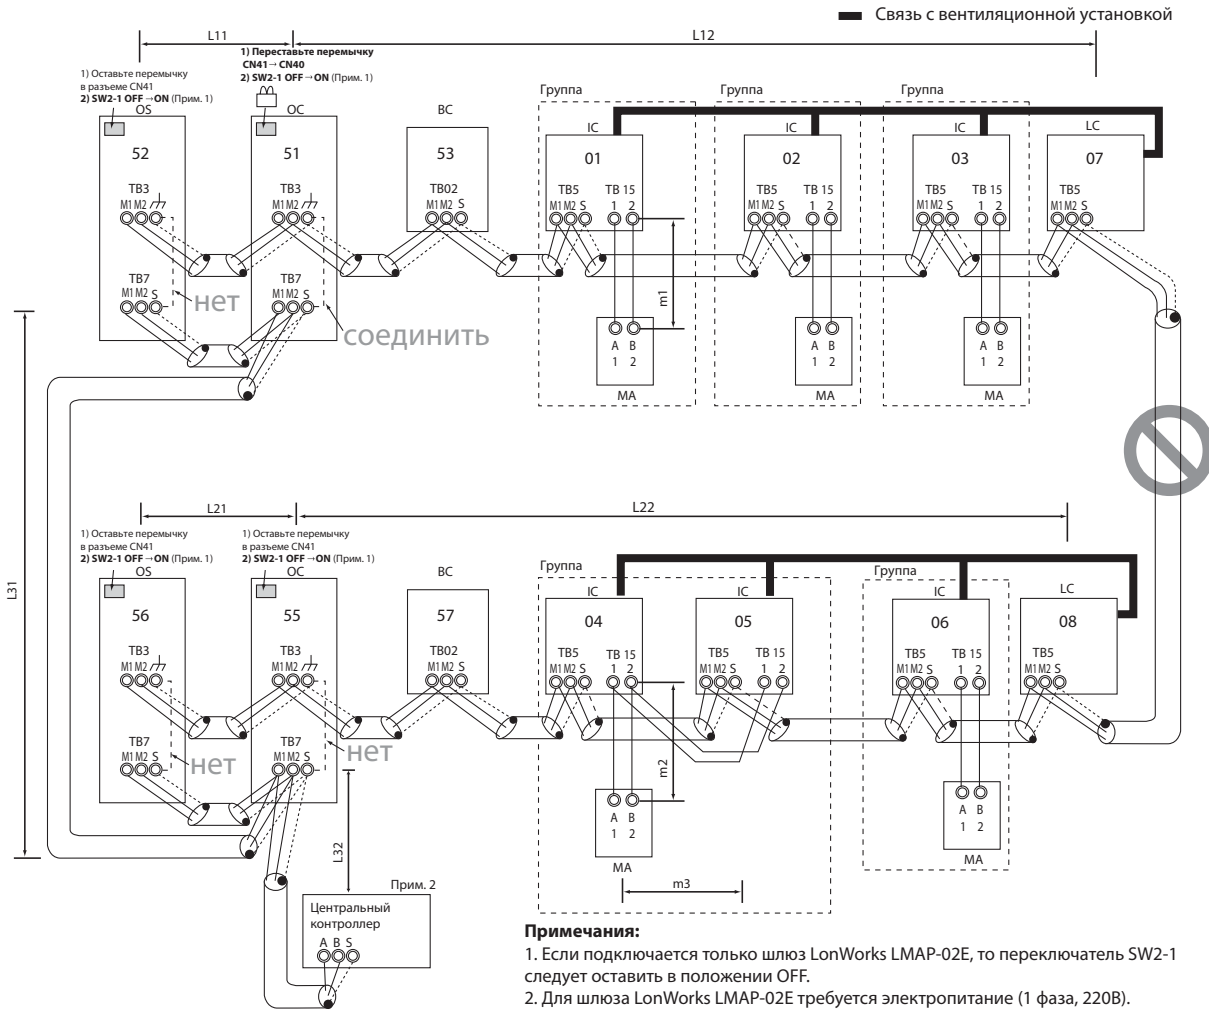 Связь с вентиляционной установкой
L11
L12
1) Оставьте перемычку
в разъеме CN41
2) SW2-1 OFF→ON (Прим. 1)
1) Переставьте перемычку
CN41→CN40
2) SW2-1 OFF→ON (Прим. 1)
OS
OC
BC
Группа
Группа
Группа
IC
IC
IC
LC
52
51
53
01
02
03
07
TB3
TB3
TB02
TB5
TB 15
TB5
TB 15
TB5
TB 15
TB5
M1 M2
M1 M2
M1 M2 S
M1 M2 S
1 2
M1 M2 S
1 2
M1 M2 S
1 2
M1 M2 S
TB7
TB7
M1 M2 S
M1 M2 S
нет
соединить
m1
A B
1 2
MA
A B
1 2
MA
A B
1 2
MA
L31
L21
L22
1) Оставьте перемычку
в разъеме CN41
2) SW2-1 OFF→ON (Прим. 1)
1) Оставьте перемычку
в разъеме CN41
2) SW2-1 OFF→ON (Прим. 1)
OS
OC
BC
Группа
Группа
IC
IC
IC
LC
56
55
57
04
05
06
08
TB3
TB3
TB02
TB5
TB 15
TB5
TB 15
TB5
TB 15
TB5
M1 M2
M1 M2
M1 M2 S
M1 M2 S
1 2
M1 M2 S
1 2
M1 M2 S
1 2
M1 M2 S
TB7
TB7
M1 M2 S
M1 M2 S
нет
нет
m2
A B
1 2
MA
A B
1 2
MA
m3
L32
Прим. 2
Центральный
контроллер
A B S
Примечания:
1. Если подключается только шлюз LonWorks LMAP-02E, то переключатель SW2-1
следует оставить в положении OFF.
2. Для шлюза LonWorks LMAP-02E требуется электропитание (1 фаза, 220В).